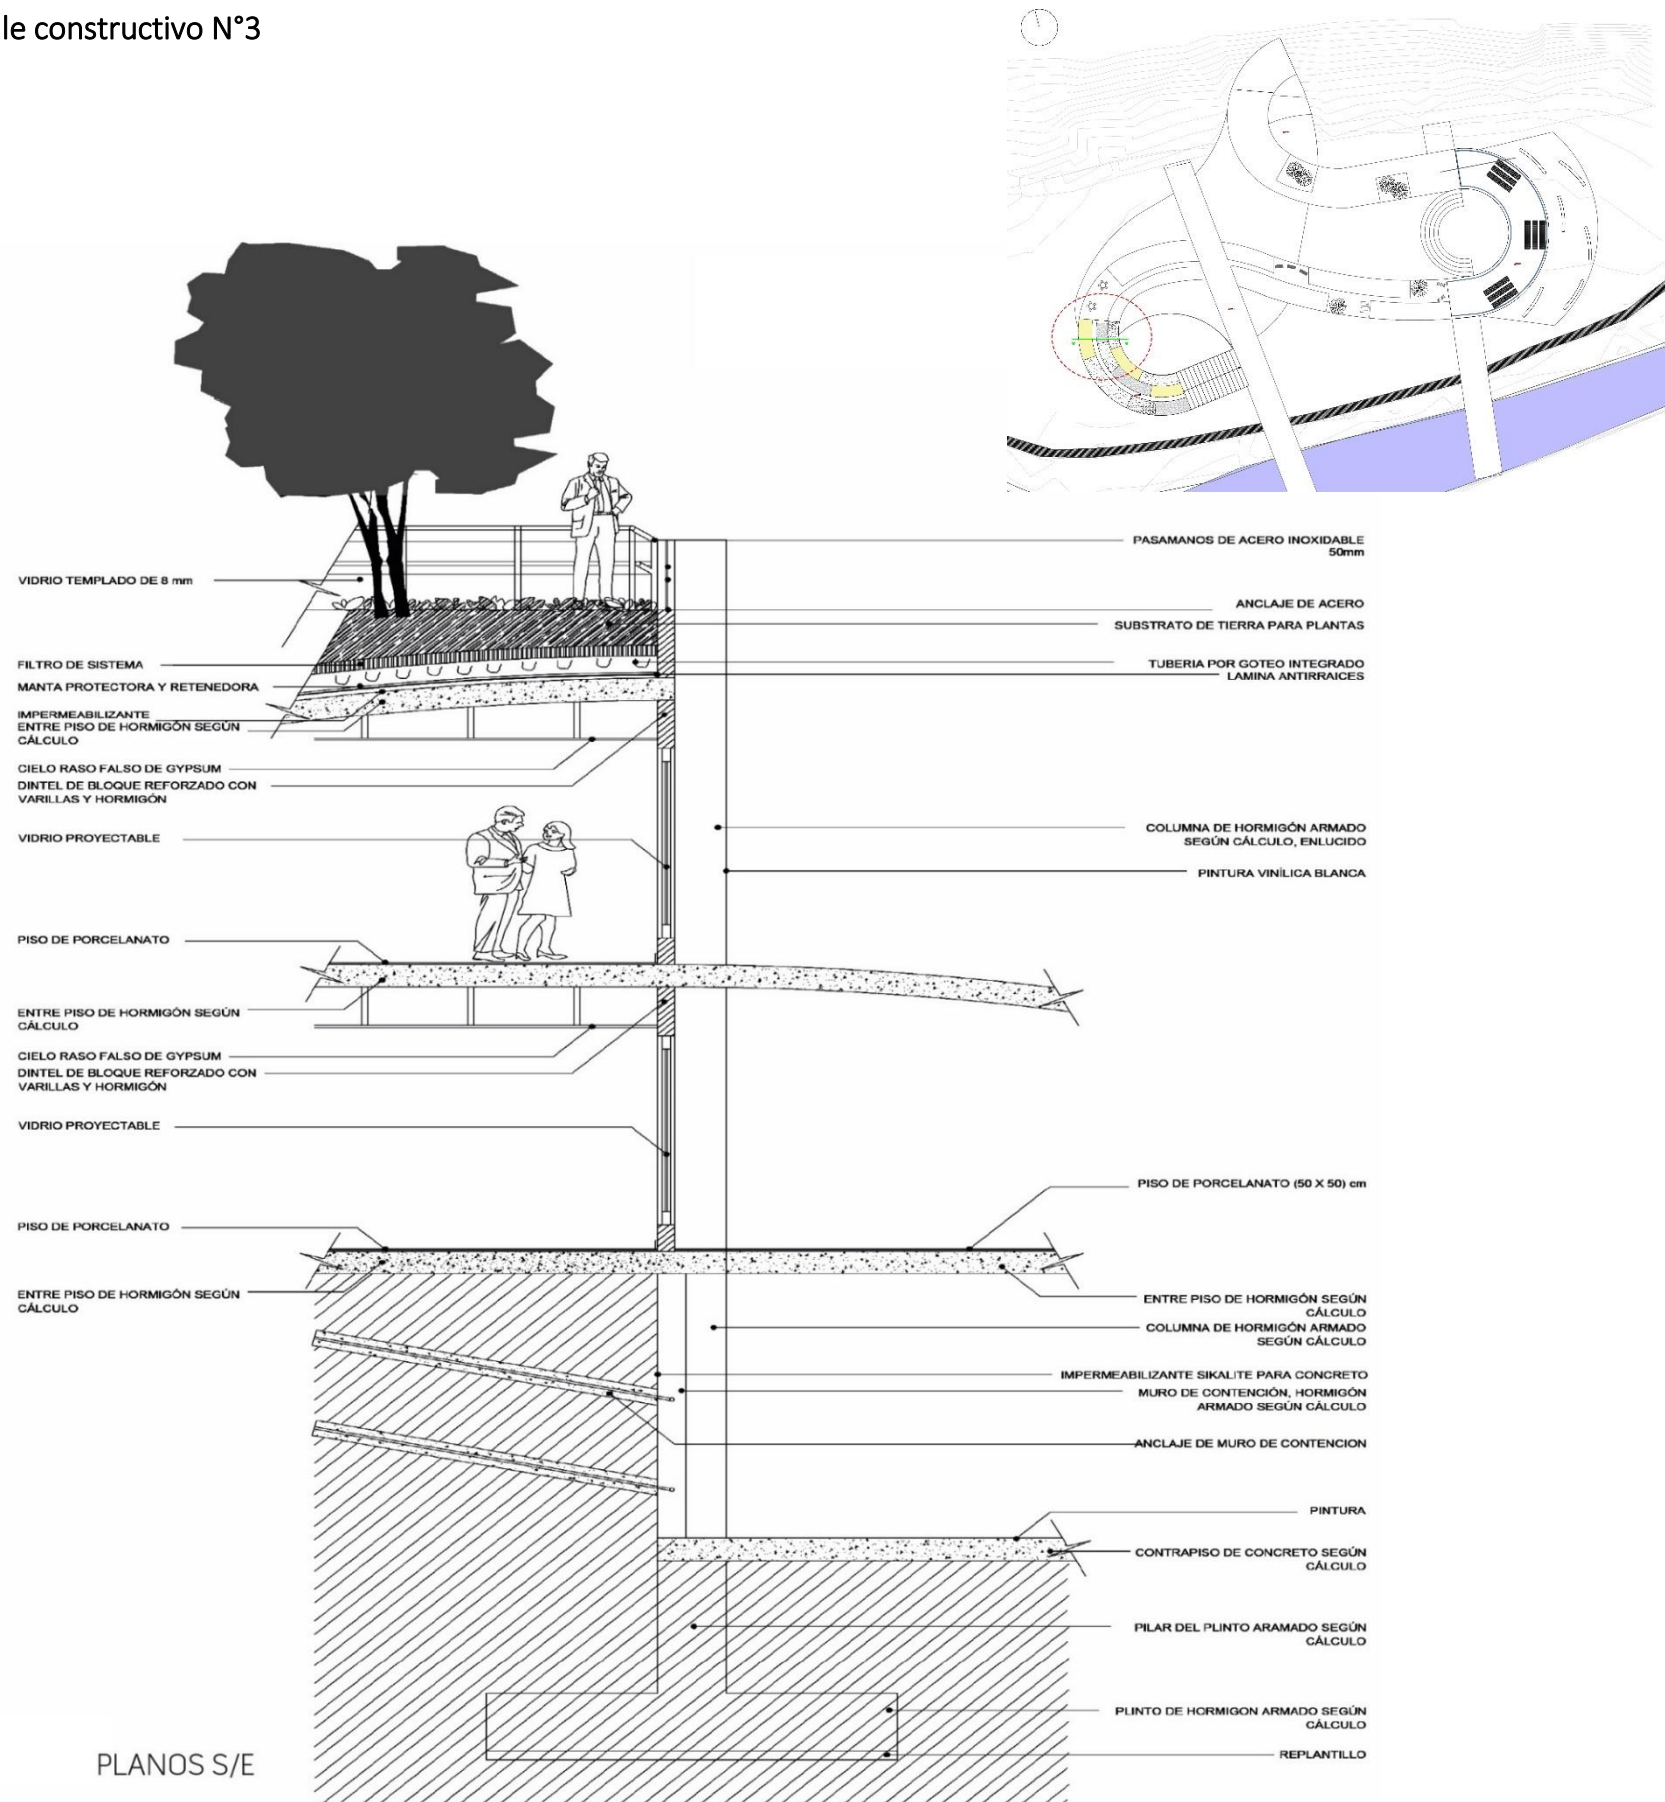 le constructivo N°3
VIDRIO TEMPLADO DE 8 mm
FILTRO DE SISTEMA
MANTA PROTECTORA Y RETENEDORA
IMPERMEABILIZANTE
ENTRE PISO DE HORMIGÓN SEGÚN
CÁLCULO
CIELO RASO FALSO DE GYPSUM
DINTEL DE BLOQUE REFORZADO CON
VARILLAS Y HORMIGÓN
VIDRIO PROYECTABLE
PISO DE PORCELANATO
ENTRE PISO DE HORMIGÓN SEGÚN
CÁLCULO
CIELO RASO FALSO DE GYPSUM
DINTEL DE BLOQUE REFORZADO CON
VARILLAS Y HORMIGÓN
VIDRIO PROYECTABLE
PISO DE PORCELANATO
ENTRE PISO DE HORMIGÓN SEGÚN
CÁLCULO
PASAMANOS DE ACERO INOXIDABLE
50mm
ANCLAJE DE ACERO
SUBSTRATO DE TIERRA PARA PLANTAS
TUBERIA POR GOTEO INTEGRADO
LAMINA ANTIRRAICES
COLUMNA DE HORMIGÓN ARMADO
SEGÚN CÁLCULO, ENLUCIDO
PINTURA VINÍLICA BLANCA
PISO DE PORCELANATO (50 X 50) cm
ENTRE PISO DE HORMIGÓN SEGÚN
CÁLCULO
COLUMNA DE HORMIGÓN ARMADO
SEGÚN CÁLCULO
IMPERMEABILIZANTE SIKALITE PARA CONCRETO
MURO DE CONTENCIÓN, HORMIGÓN
ARMADO SEGÚN CÁLCULO
ANCLAJE DE MURO DE CONTENCION
PINTURA
CONTRAPISO DE CONCRETO SEGÚN
CÁLCULO
PILAR DEL PLINTO ARAMADO SEGÚN
CÁLCULO
PLINTO DE HORMIGON ARMADO SEGÚN
CÁLCULO
REPLANTILLO
PLANOS S/E